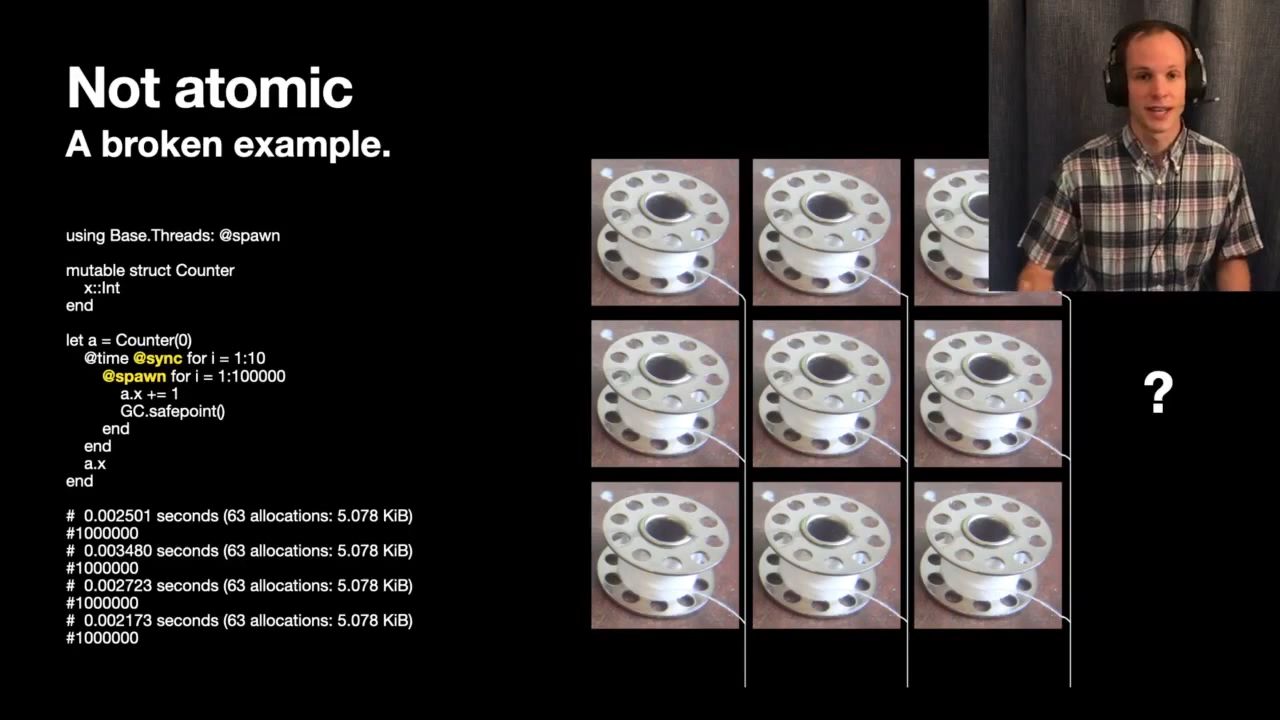 Not atomic
A broken example.
using Base.Threads: @spawn
mutable struct Counter
x::Int
end
let a = Counter(0)
@time @sync for i = 1:10
@spawn for i = 1:100000
a.x += 1
GC.safepoint()
end
end
a.x
end
# 0.002501 seconds (63 allocations: 5.078 KiB)
#1000000
# 0.003480 seconds (63 allocations: 5.078 KiB)
#1000000
# 0.002723 seconds (63 allocations: 5.078 KiB)
#1000000
# 0.002173 seconds (63 allocations: 5.078 KiB)
#1000000
?